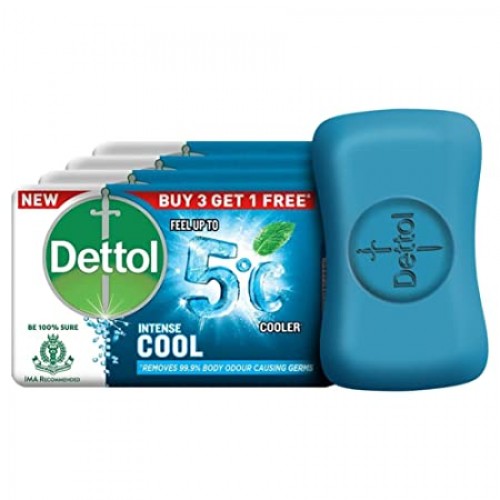 NEW
BUY 3 GET 1 FREE*
FEEL UP TO
5°C
COOLER
Dettol
BE 100% SURE
INTENSE
COOL
*REMOVES 99.9% BODY ODOUR CAUSING GERMS
IMA RECOMMENDED
Dettol